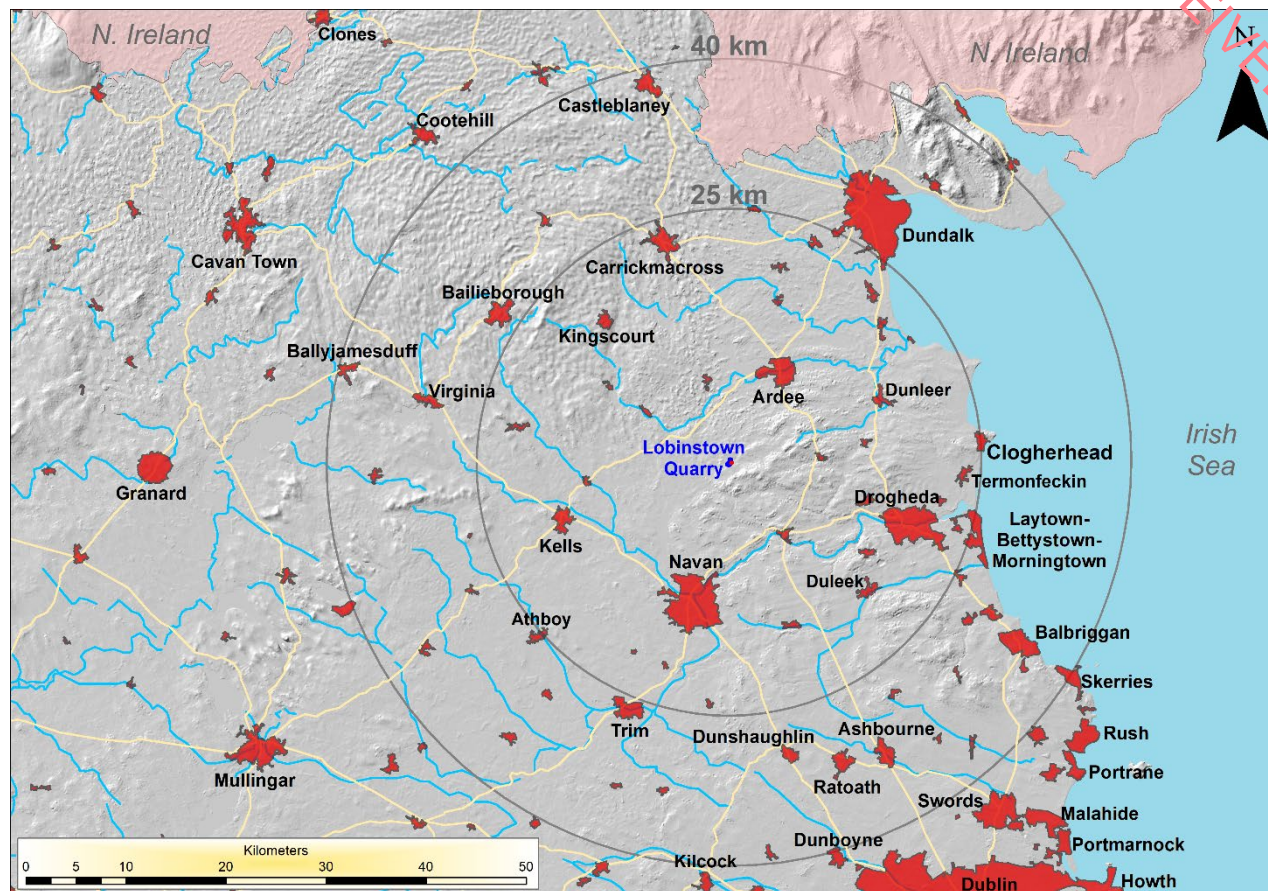 N. Ireland
Clones
40 km
N. Ireland
N
Castleblaney
Cootehill
25 km
Dundalk
Cavan Town
Carrickmacross
Bailieborough
Kingscourt
Ballyjamesduff
Virginia
Ardee
Dunleer
Lobinstown
Quarry
Clogherhead
Irish
Sea
Termonfeckin
Granard
Drogheda
Laytown-
Bettystown-
Morningtown
Kells
Navan
Duleek
Athboy
Balbriggan
Skerries
Trim
Dunshaughlin
Ashbourne
Rush
Mullingar
Ratoath
Portrane
Swords
Malahide
Dunboyne
Portmarnock
Kilcock
Dublin
Howth
Kilometers
0 5 10 20 30 40 50